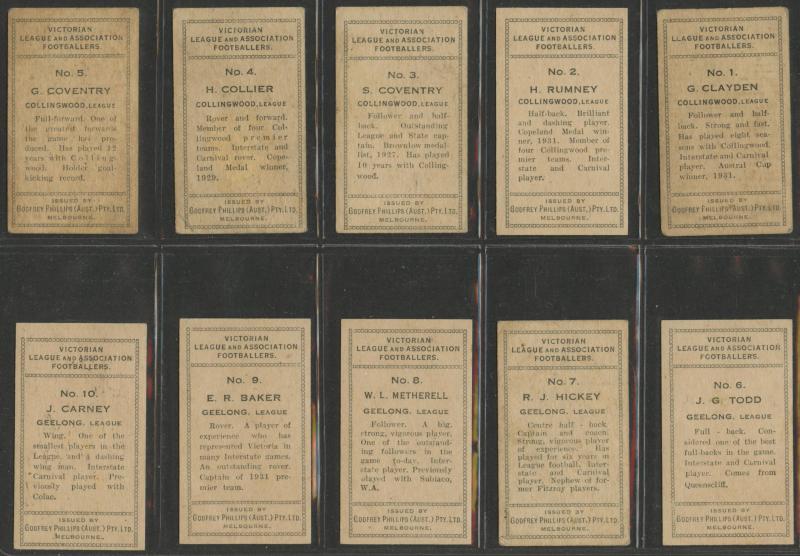 VICTORIAN
LEAGUE AND ASSOCIATION
FOOTBALLERS.
No. 5.
G. COVENTRY
COLLINGWOOD, LEAGUE
Full-forward. One of
the greatest forwards
the game has pro-
duced. Has played 12
years with Colling-
wood. Holder goal-
kicking record.
ISSUED BY
GODFREY PHILLIPS (AUST.) PTY. LTD.
MELBOURNE.
VICTORIAN
LEAGUE AND ASSOCIATION
FOOTBALLERS.
No. 4.
H. COLLIER
COLLINGWOOD, LEAGUE
Rover and forward.
Member of four Col-
lingwood premier
teams. Interstate and
Carnival rover. Cope-
land Medal winner,
1929.
ISSUED BY
GODFREY PHILLIPS (AUST.) PTY. LTD.
MELBOURNE.
VICTORIAN
LEAGUE AND ASSOCIATION
FOOTBALLERS.
No. 3.
S. COVENTRY
COLLINGWOOD, LEAGUE
Follower and half-
back. Outstanding
League and State cap-
tain. Brownlow medal-
list, 1927. Has played
10 years with Colling-
wood.
ISSUED BY
GODFREY PHILLIPS (AUST.) PTY. LTD.
MELBOURNE.
VICTORIAN
LEAGUE AND ASSOCIATION
FOOTBALLERS.
No. 2.
H. RUMNEY
COLLINGWOOD, LEAGUE
Half-back. Brilliant
and dashing player.
Copeland Medal win-
ner, 1931. Member of
four Collingwood pre-
mier teams. Inter-
state and Carnival
player.
ISSUED BY
GODFREY PHILLIPS (AUST.) PTY. LTD.
MELBOURNE.
VICTORIAN
LEAGUE AND ASSOCIATION
FOOTBALLERS.
No. 1.
G. CLAYDEN
COLLINGWOOD, LEAGUE
Follower and half-
back. Strong and fast.
Has played eight sea-
sons with Collingwood.
Interstate and Carnival
player. Austral Cap
winner, 1931.
ISSUED BY
GODFREY PHILLIPS (AUST.) PTY. LTD.
MELBOURNE.
VICTORIAN
LEAGUE AND ASSOCIATION
FOOTBALLERS.
No. 10.
J. CARNEY
GEELONG, LEAGUE
Wing. One of the
smallest players in the
League, and a dashing
wing man. Interstate
Carnival player. Pre-
viously played with
Colac.
ISSUED BY
GODFREY PHILLIPS (AUST.) PTY. LTD.
MELBOURNE.
VICTORIAN
LEAGUE AND ASSOCIATION
FOOTBALLERS.
No. 9.
E. R. BAKER
GEELONG, LEAGUE
Rover. A player of
experience who has
represented Victoria in
many Interstate games.
An outstanding rover.
Captain of 1931 pre-
mier team.
ISSUED BY
GODFREY PHILLIPS (AUST.) PTY. LTD.
MELBOURNE.
VICTORIAN
LEAGUE AND ASSOCIATION
FOOTBALLERS.
No. 8.
W. L. METHERELL
GEELONG, LEAGUE
Follower. A big,
strong, vigorous player.
One of the outstand-
ing followers in the
game to-day. Inter-
state player. Previously
played with Subiaco,
W.A.
ISSUED BY
GODFREY PHILLIPS (AUST.) PTY. LTD.
MELBOURNE.
VICTORIAN
LEAGUE AND ASSOCIATION
FOOTBALLERS.
No. 7.
R. J. HICKEY
GEELONG, LEAGUE
Centre half-back.
Captain and coach.
Strong, vigorous player
of experience. Has
played for six years in
League football. Inter-
state and Carnival
player. Nephew of for-
mer Fitzroy players.
ISSUED BY
GODFREY PHILLIPS (AUST.) PTY. LTD.
MELBOURNE.
VICTORIAN
LEAGUE AND ASSOCIATION
FOOTBALLERS.
No. 6.
J. G. TODD
GEELONG, LEAGUE
Full-back. Con-
sidered one of the best
full-backs in the game.
Interstate and Carnival
player. Comes from
Queenscliff.
ISSUED BY
GODFREY PHILLIPS (AUST.) PTY. LTD.
MELBOURNE.